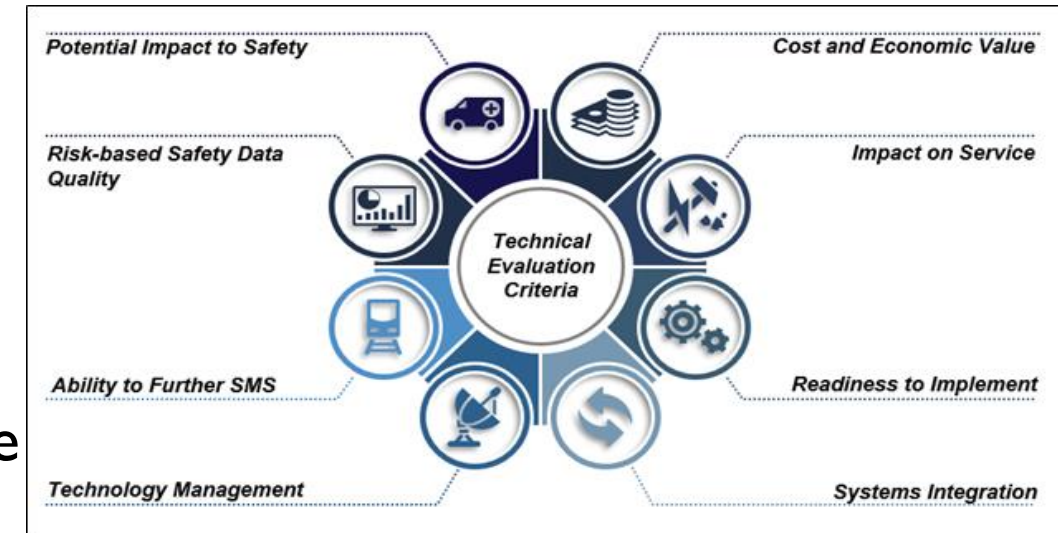 Potential Impact to Safety
Cost and Economic Value
Risk-based Safety Data
Quality
Impact on Service
Technical
Evaluation
Criteria
Ability to Further SMS
Readiness to Implement
e
Technology Management
Systems Integration